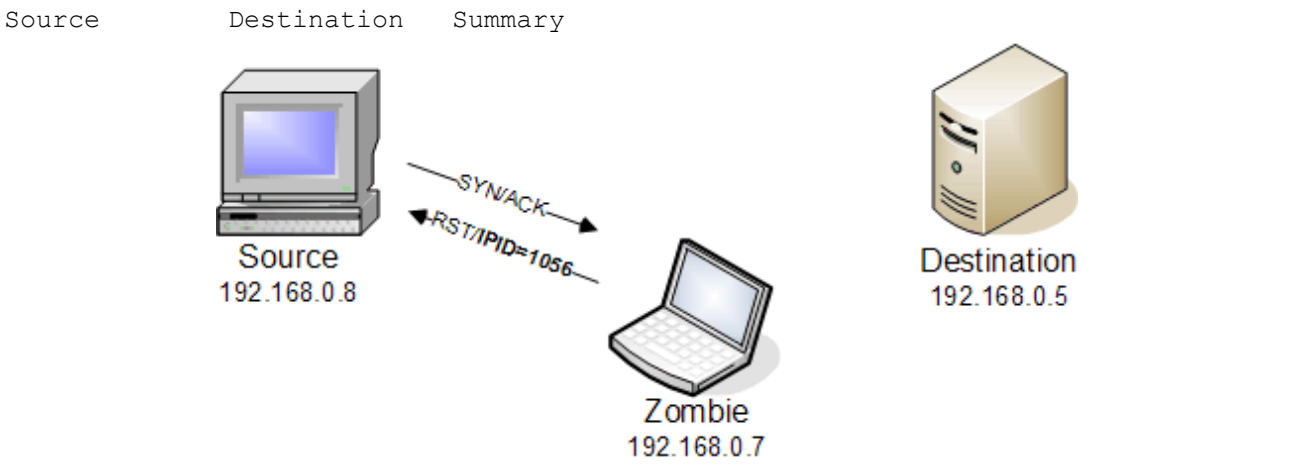 Source Destination Summary
SYN/ACK
RST/IPID=1056
Source
192.168.0.8
Destination
192.168.0.5
Zombie
192.168.0.7